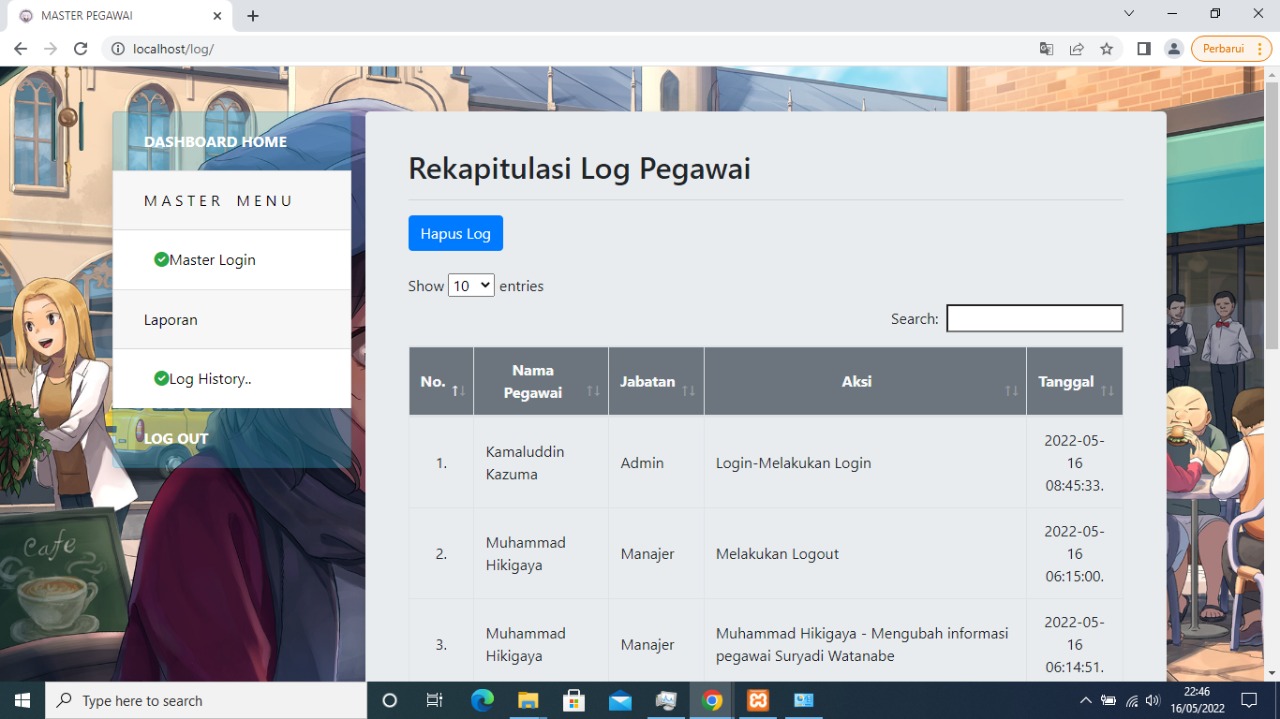 MASTER PEGAWAI
localhost/log/
Perbarui
DASHBOARD HOME
MASTER MENU
Master Login
Laporan
Log History..
LOG OUT
Cafe
Rekapitulasi Log Pegawai
Hapus Log
Show 10 entries
Search:
No. Nama Pegawai Jabatan Aksi Tanggal
1. Kamaluddin Kazuma Admin Login-Melakukan Login 2022-05-16 08:45:33.
2. Muhammad Hikigaya Manajer Melakukan Logout 2022-05-16 06:15:00.
3. Muhammad Hikigaya Manajer Muhammad Hikigaya - Mengubah informasi pegawai Suryadi Watanabe 2022-05-16 06:14:51.
Type here to search
22:46
16/05/2022